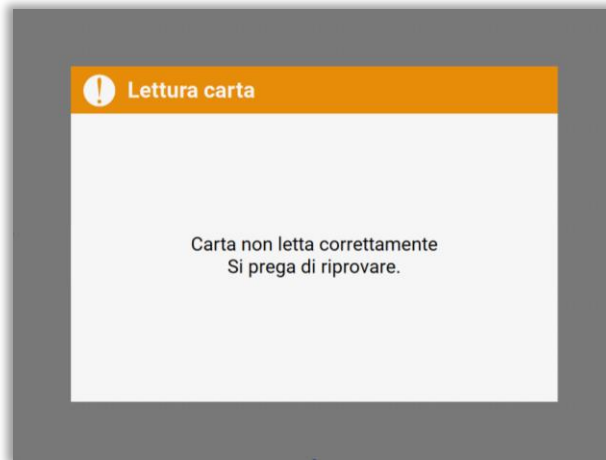 Lettura carta
Carta non letta correttamente
Si prega di riprovare.